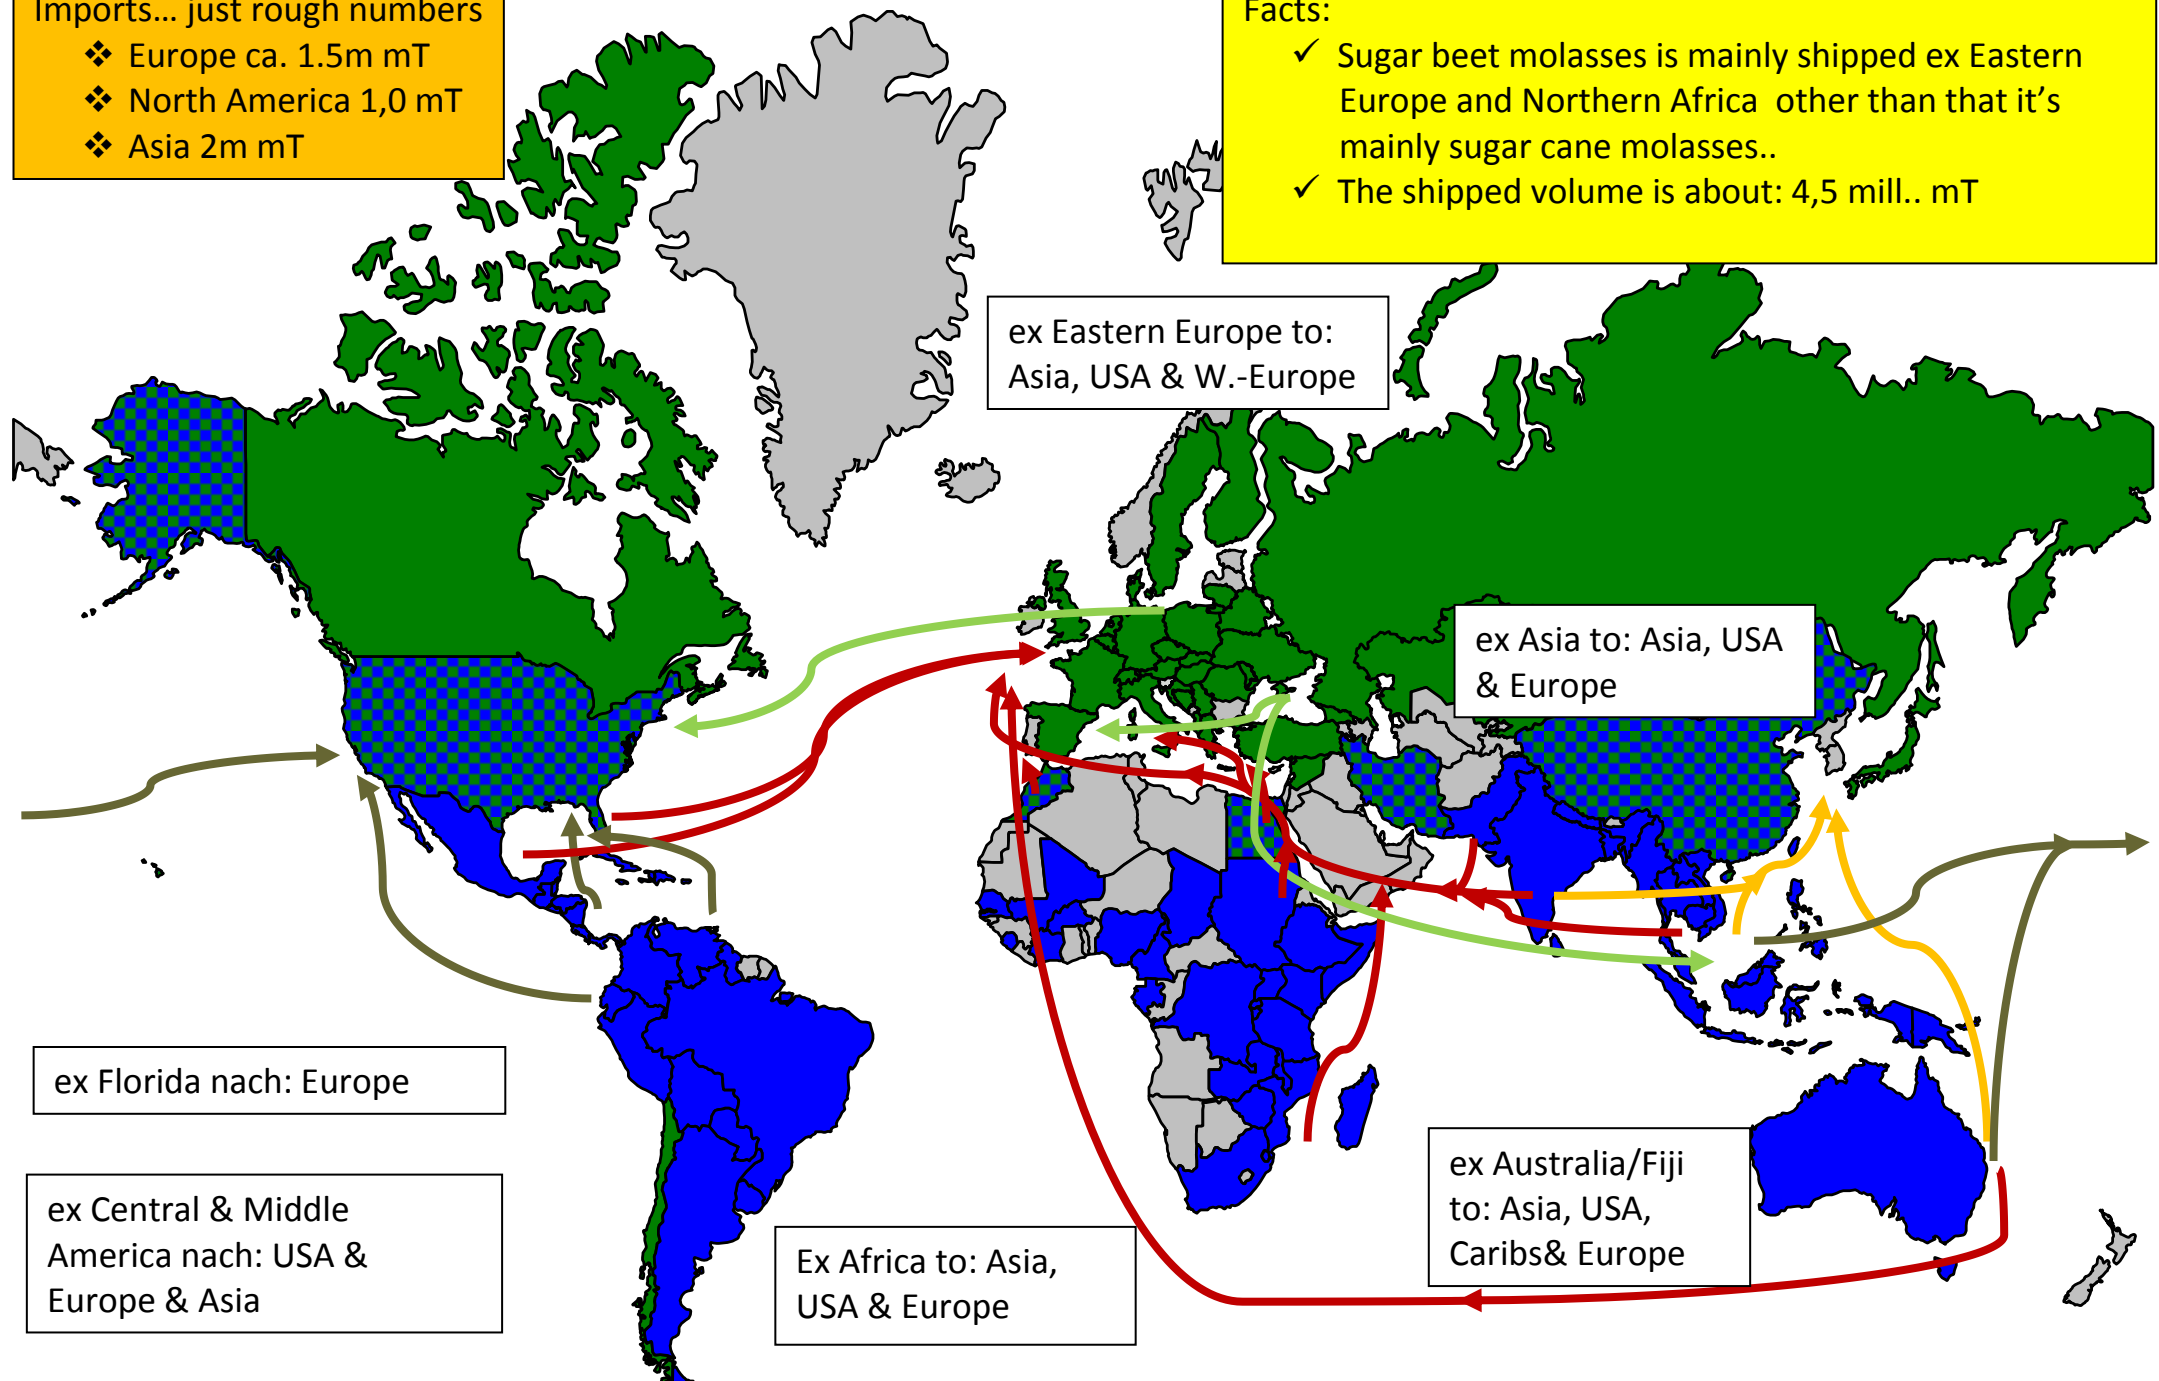 Imports... just rough numbers
❖ Europe ca. 1.5m mT
❖ North America 1,0 mT
❖ Asia 2m mT
Facts:
✓ Sugar beet molasses is mainly shipped ex Eastern
Europe and Northern Africa other than that it's
mainly sugar cane molasses..
✓ The shipped volume is about: 4,5 mill.. mT
ex Eastern Europe to:
Asia, USA & W.-Europe
ex Asia to: Asia, USA
& Europe
ex Florida nach: Europe
ex Central & Middle
America nach: USA &
Europe & Asia
Ex Africa to: Asia,
USA & Europe
ex Australia/Fiji
to: Asia, USA,
Caribs& Europe